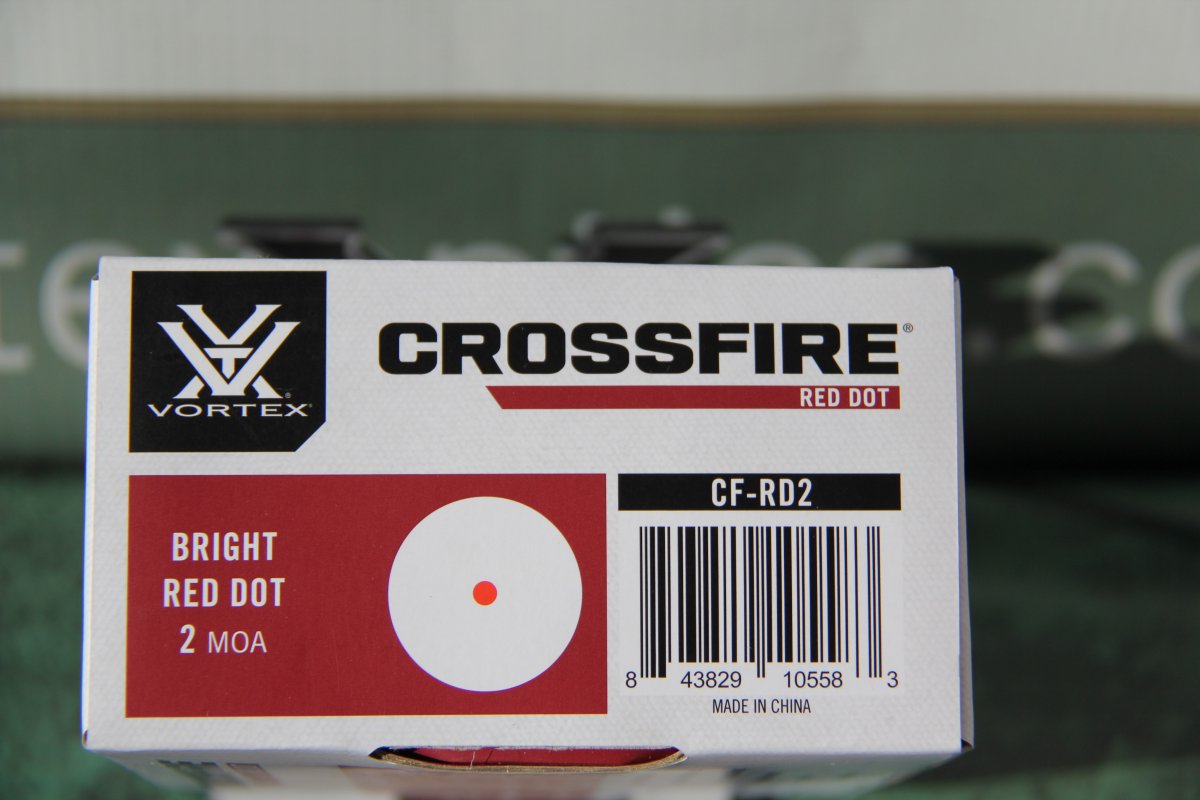 VORTEX®
CROSSFIRE®
RED DOT
BRIGHT
RED DOT
2 MOA
CF-RD2
8 43829 10558 3
MADE IN CHINA